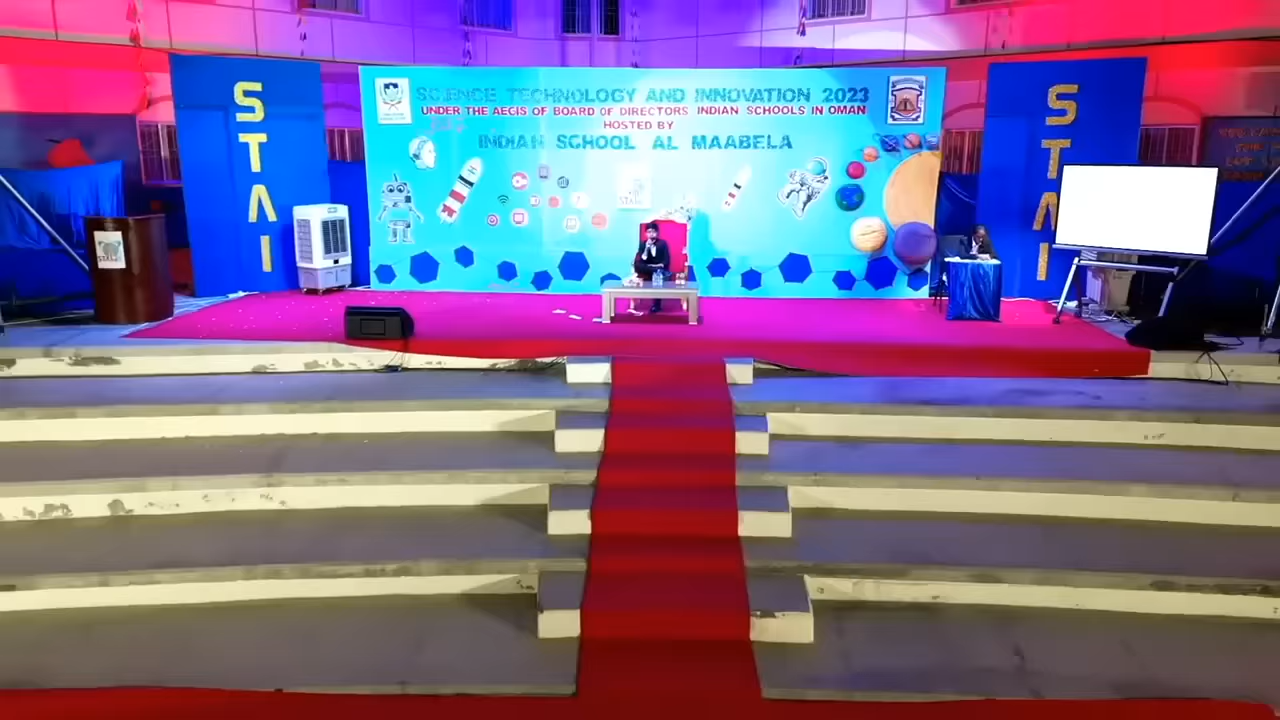 SCIENCE TECHNOLOGY AND INNOVATION 2023
UNDER THE AEGIS OF BOARD OF DIRECTORS INDIAN SCHOOLS IN OMAN
HOSTED BY
INDIAN SCHOOL AL MAABELA
STAI
STAI
STAI